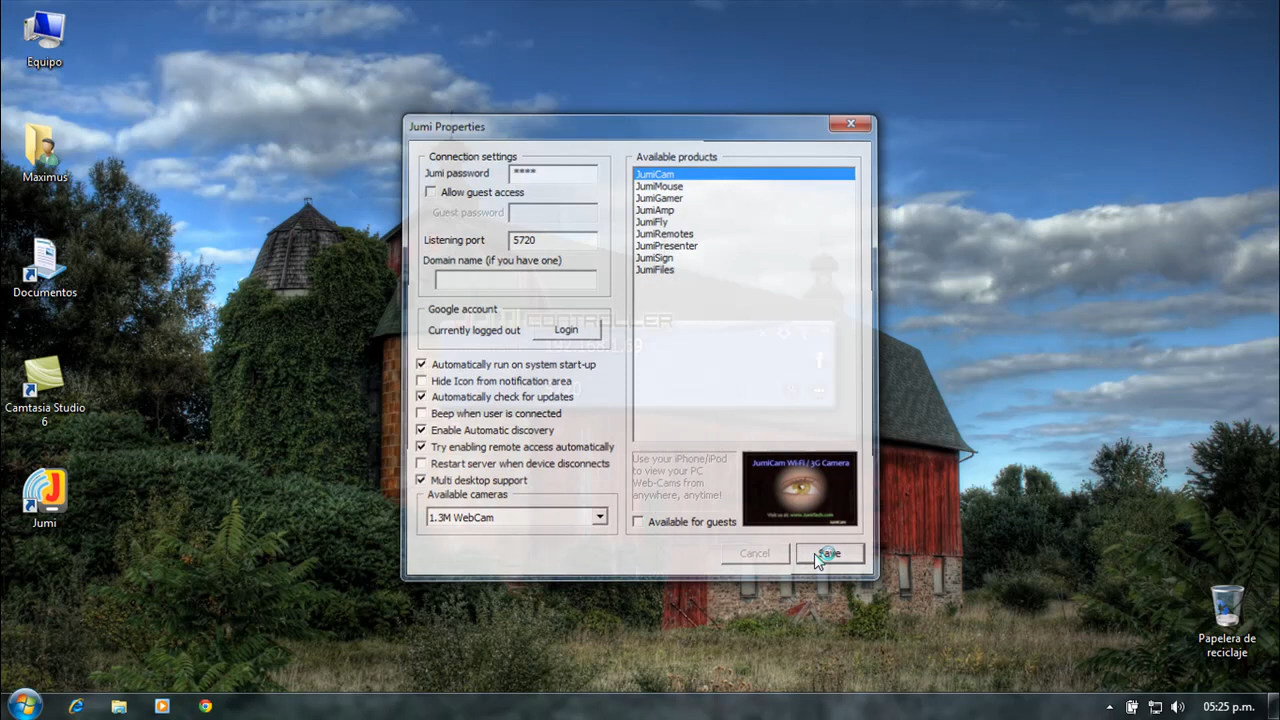 Equipo
Maximus
Documentos
Camtasia Studio
6
Jumi
Jumi Properties
Connection settings
Jumi password ****
Allow guest access
Guest password
Listening port 5720
Domain name (if you have one)
Google account
Currently logged out Login
Automatically run on system start-up
Hide Icon from notification area
Automatically check for updates
Beep when user is connected
Enable Automatic discovery
Try enabling remote access automatically
Restart server when device disconnects
Multi desktop support
Available cameras
1.3M WebCam
Available products
JumiCam
JumiMouse
JumiGamer
JumiAmp
JumiFly
JumiRemotes
JumiPresenter
JumiSign
JumiFiles
CONTROLLER
Use your iPhone/iPod
to view your PC
Web-Cams from
anywhere, anytime!
JumiCam Wi-Fi / 3G Camera
Available for guests
Cancel Save
Papelera de
reciclaje
05:25 p.m.